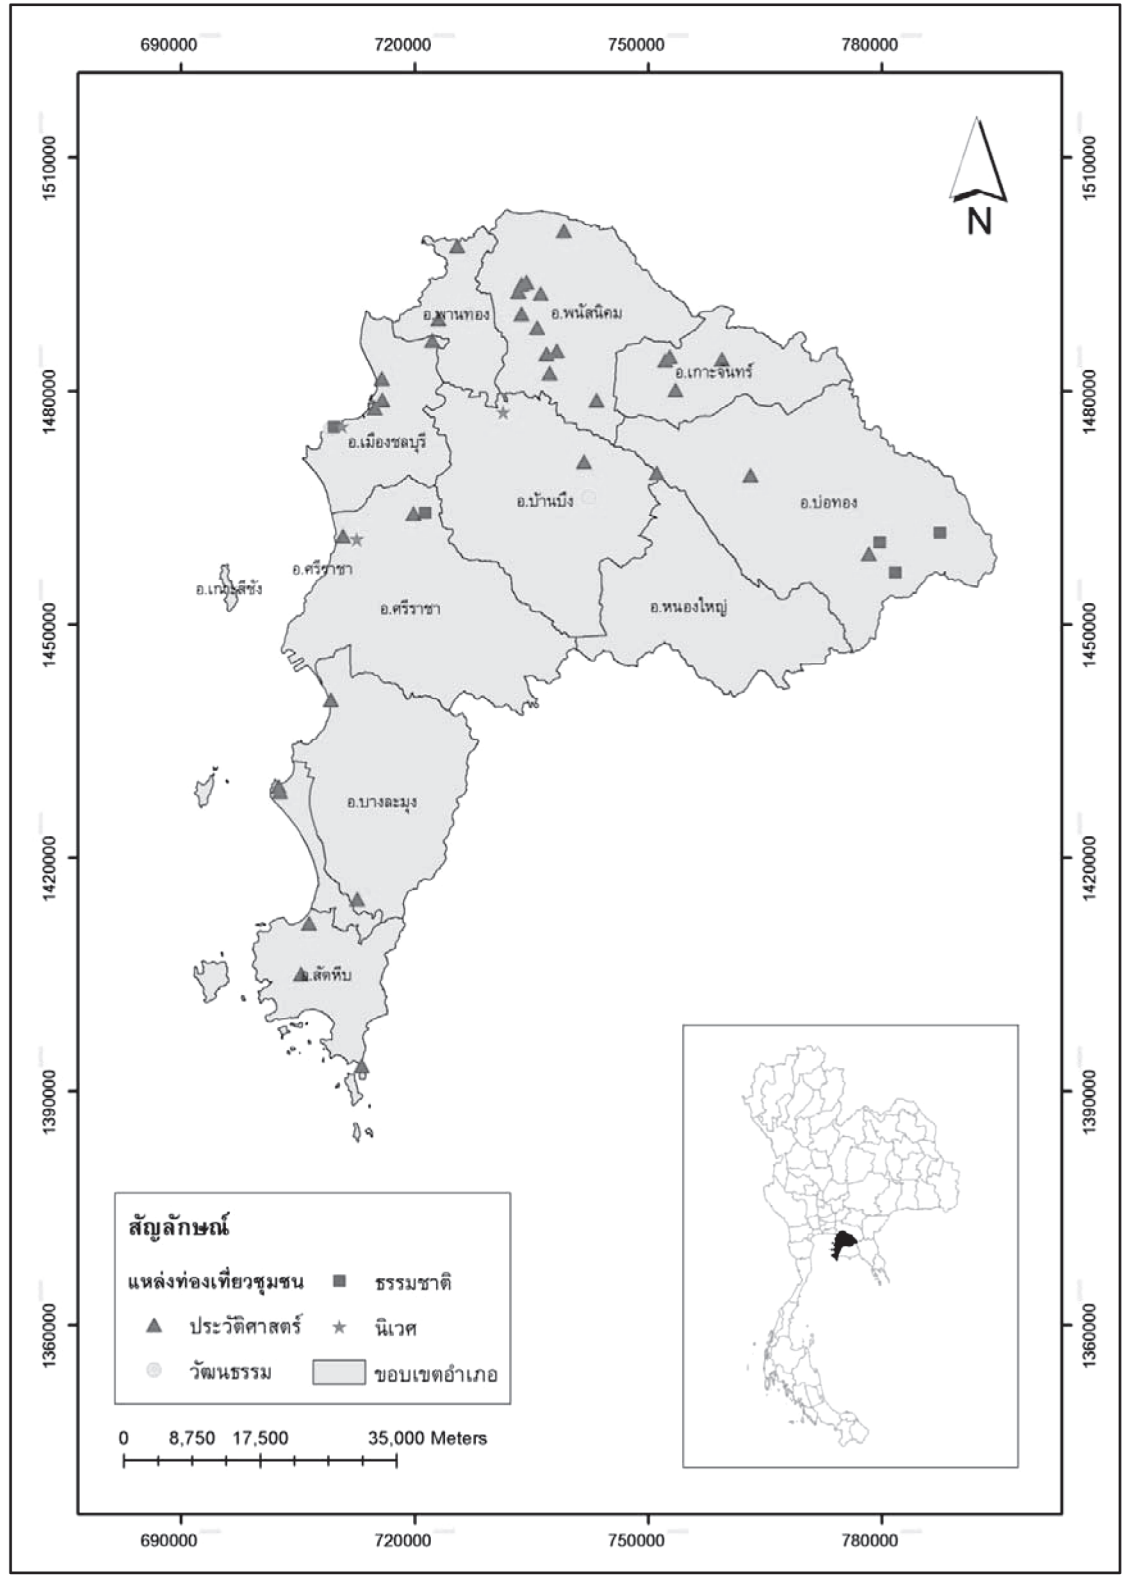 690000 720000 750000 780000
1510000 1510000
N
อ.พานทอง อ.พนัสนิคม
อ.เกาะจันทร์
1480000 1480000
อ.เมืองชลบุรี
อ.บ้านบึง อ.บ่อทอง
อ.ศรีราชา
อ.เกาะสีชัง
อ.ศรีราชา อ.หนองใหญ่
1450000 1450000
อ.บางละมุง
1420000 1420000
อ.สัตหีบ
1390000 1390000
สัญลักษณ์
แหล่งท่องเที่ยวชุมชน ธรรมชาติ
ประวัติศาสตร์ นิเวศ
วัฒนธรรม ขอบเขตอำเภอ
1360000 1360000
0 8,750 17,500 35,000 Meters
690000 720000 750000 780000